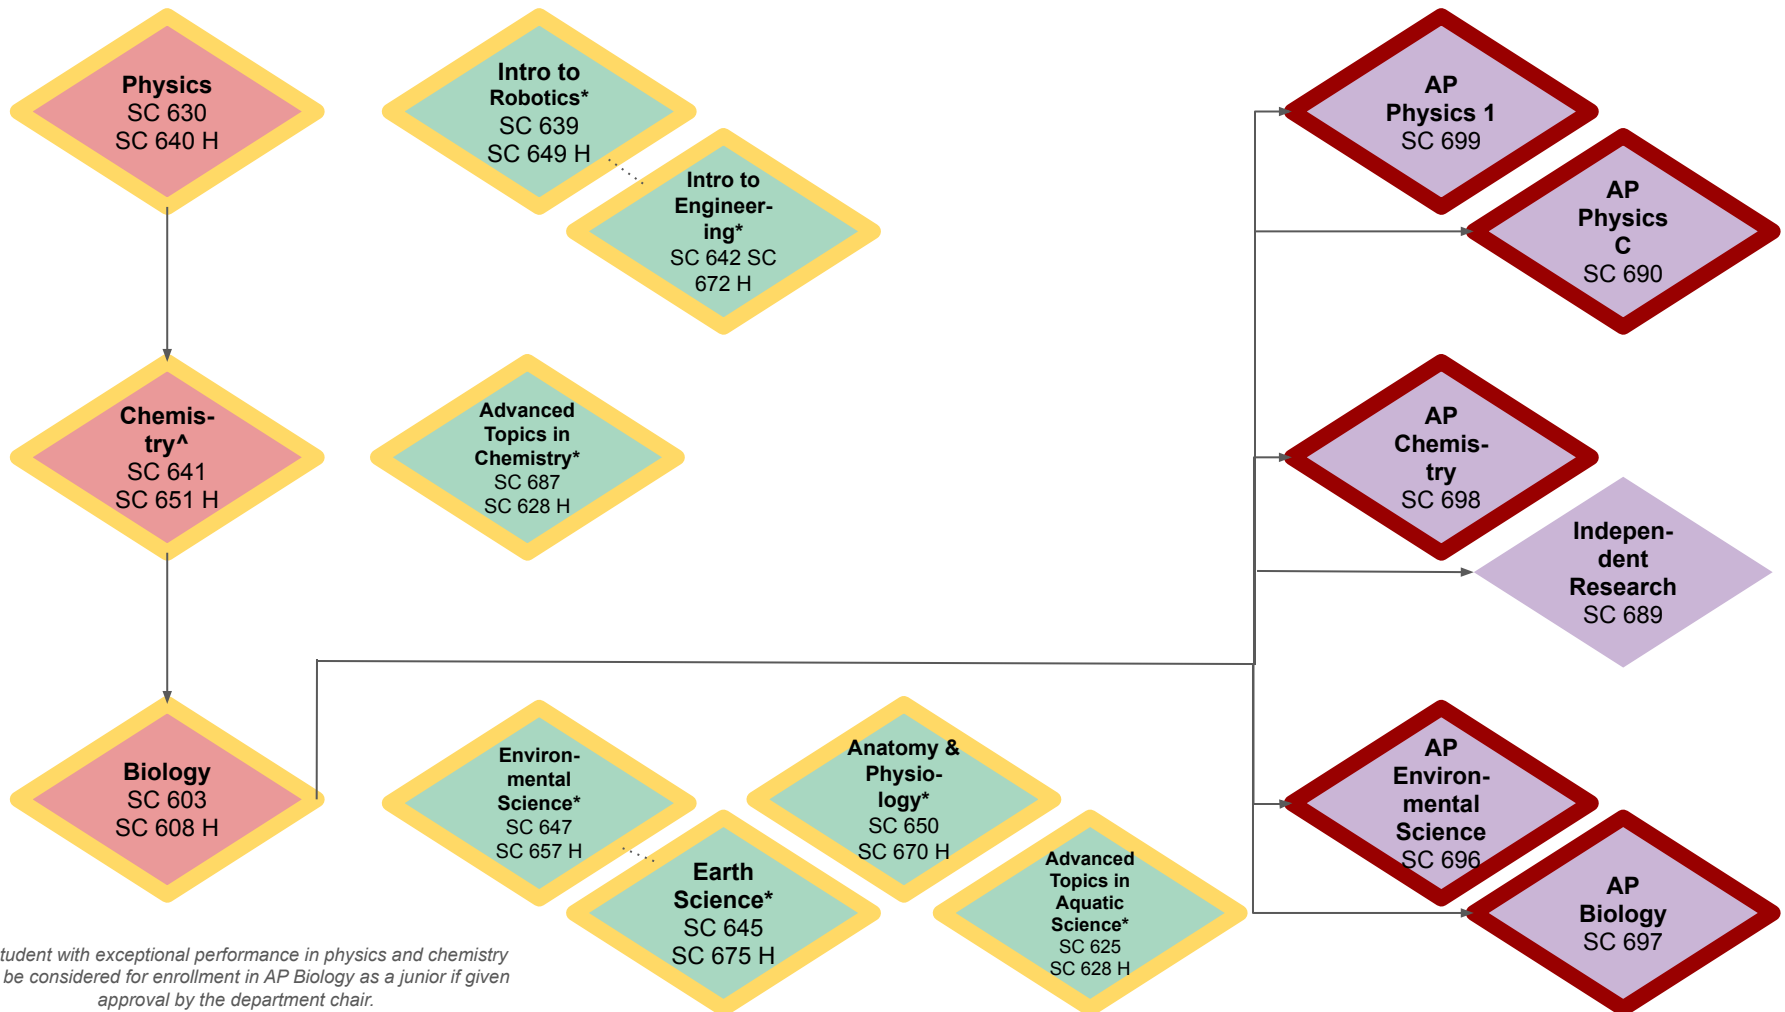 Physics
SC 630
SC 640 H
Intro to
Robotics*
SC 639
SC 649 H
Intro to
Engineer-
ing*
SC 642 SC
672 H
AP
Physics 1
SC 699
AP
Physics
C
SC 690
Chemis-
try^
SC 641
SC 651 H
Advanced
Topics in
Chemistry*
SC 687
SC 628 H
AP
Chemis-
try
SC 698
Indepen-
dent
Research
SC 689
Biology
SC 603
SC 608 H
Environ-
mental
Science*
SC 647
SC 657 H
Earth
Science*
SC 645
SC 675 H
Anatomy &
Physio-
logy*
SC 650
SC 670 H
Advanced
Topics in
Aquatic
Science*
SC 625
SC 628 H
AP
Environ-
mental
Science
SC 696
AP
Biology
SC 697
tudent with exceptional performance in physics and chemistry
be considered for enrollment in AP Biology as a junior if given
approval by the department chair.